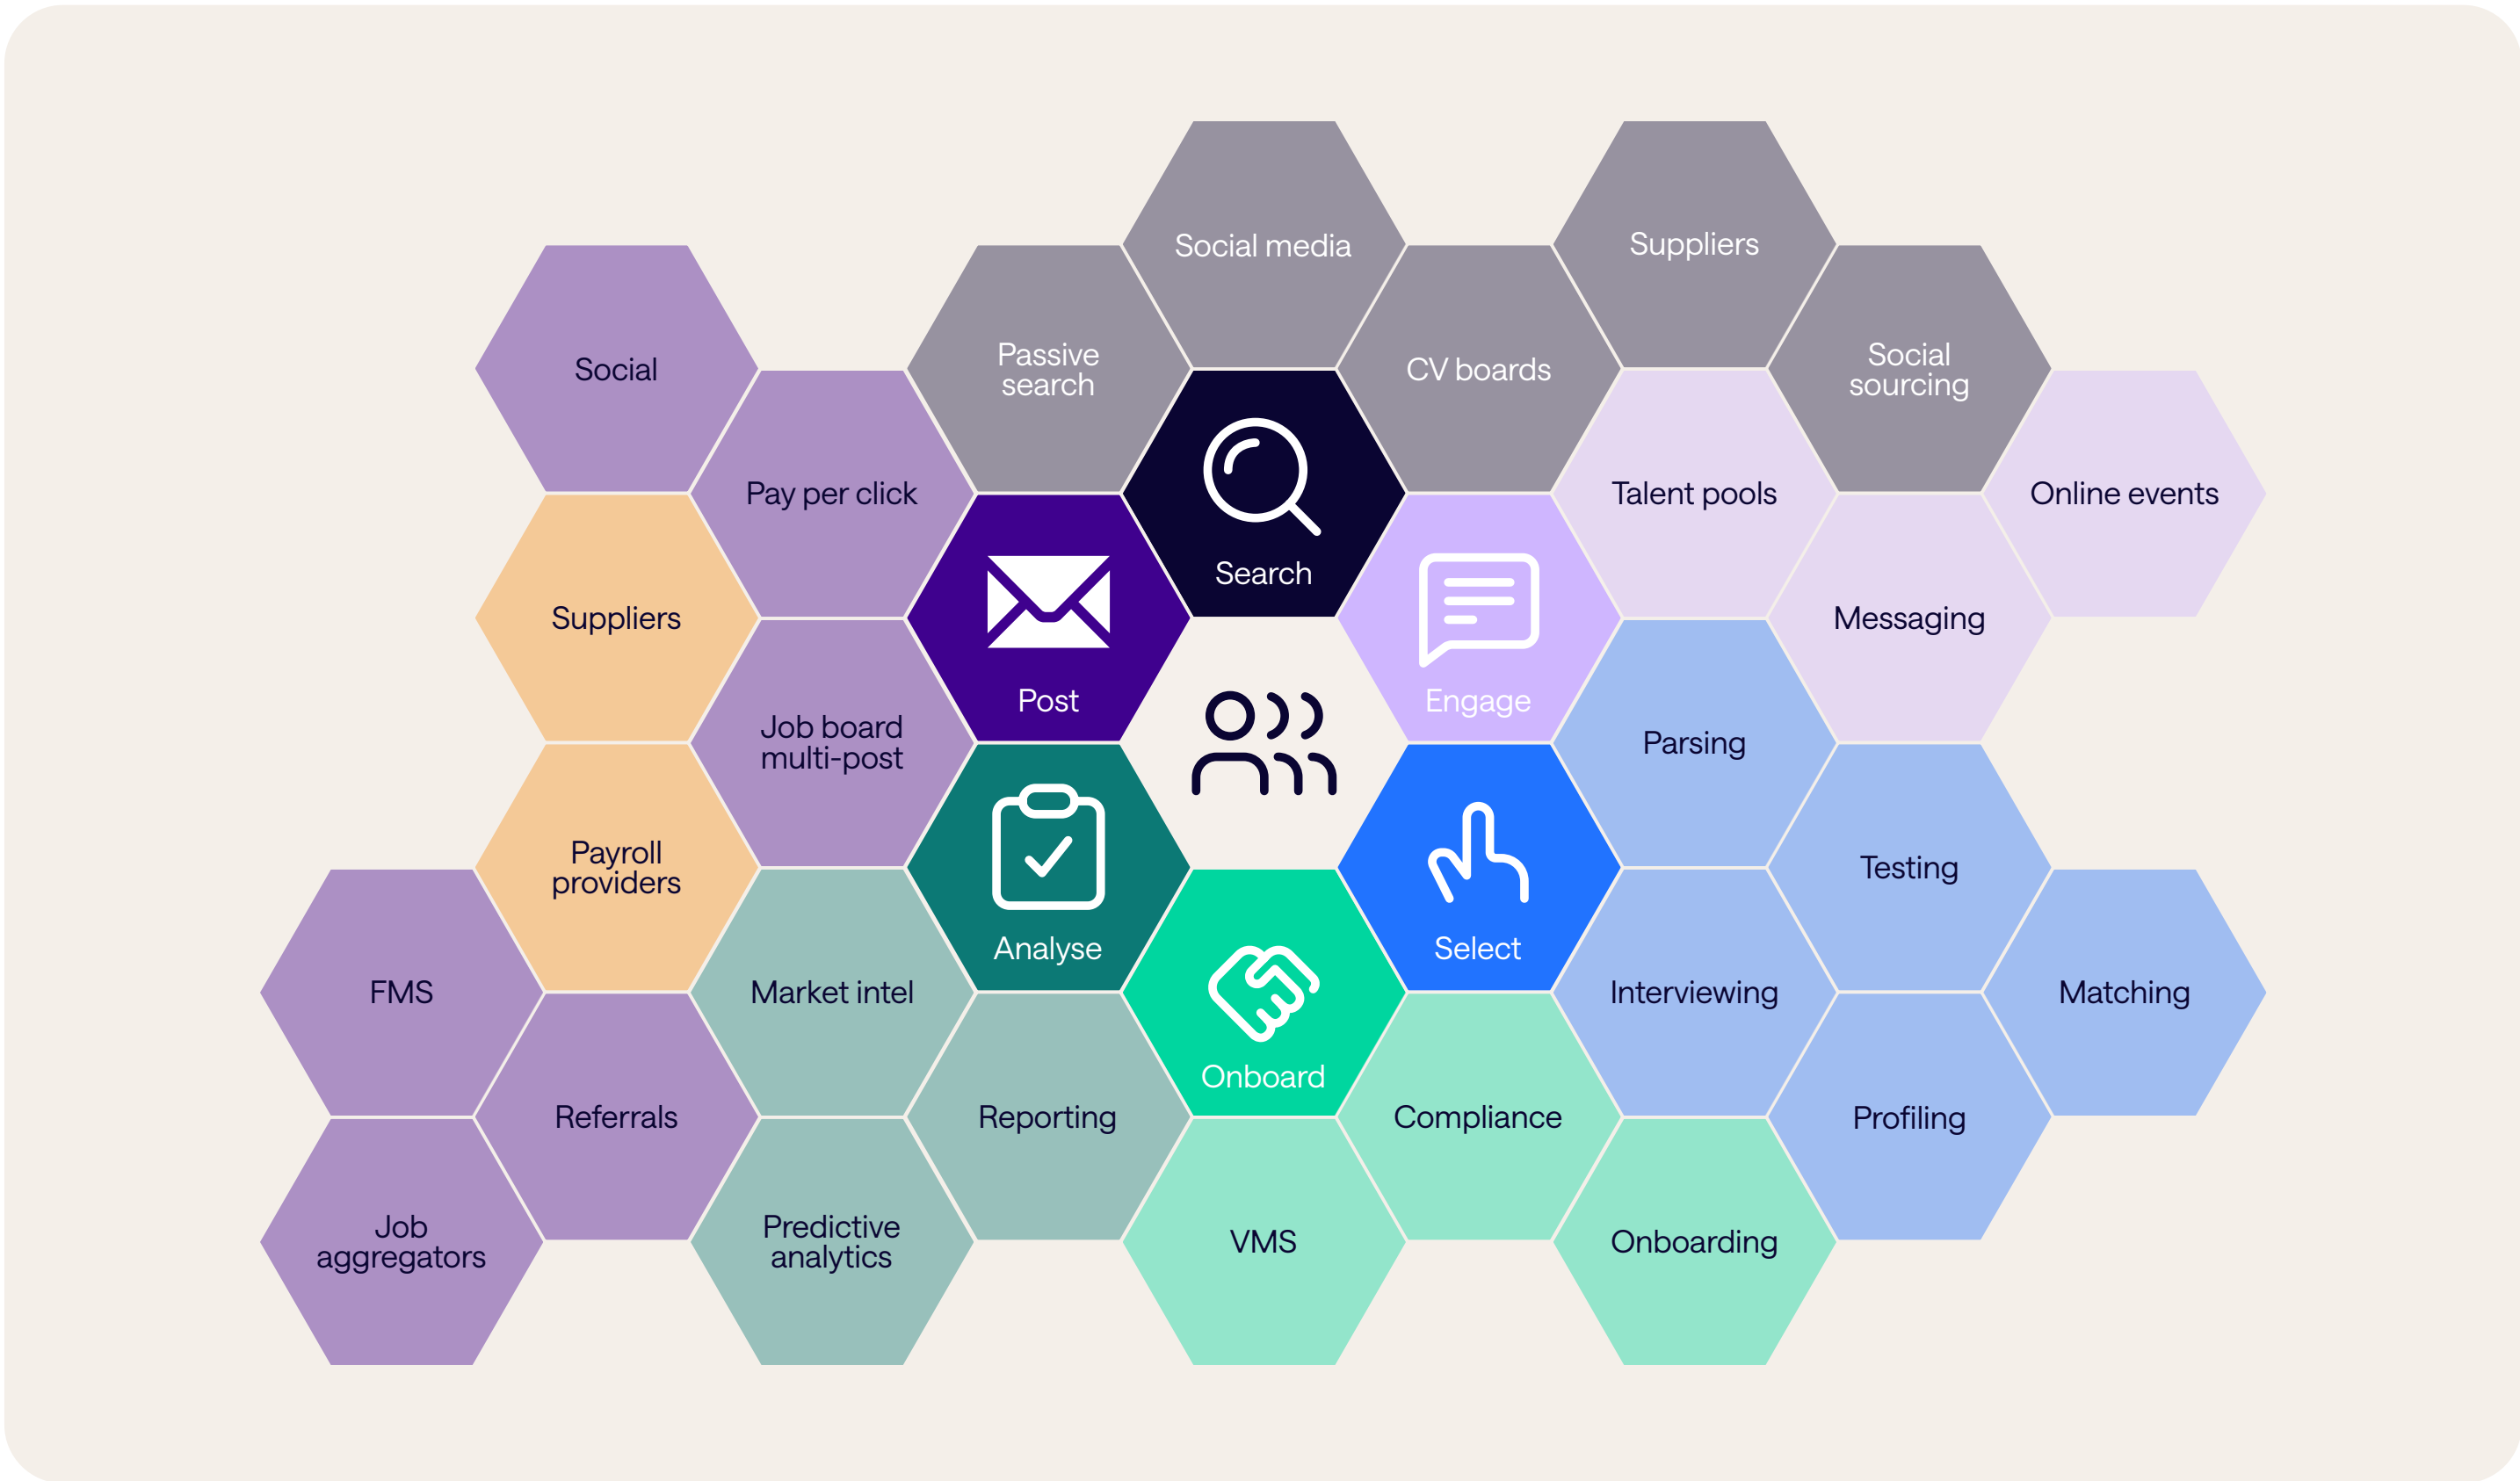 Social media
Suppliers
Social
Passive
search
CV boards
Social
sourcing
Pay per click
Search
Talent pools
Online events
Suppliers
Post
Engage
Messaging
Job board
multi-post
Parsing
Payroll
providers
Analyse
Select
Testing
FMS
Market intel
Onboard
Interviewing
Matching
Referrals
Reporting
Compliance
Profiling
Job
aggregators
Predictive
analytics
VMS
Onboarding